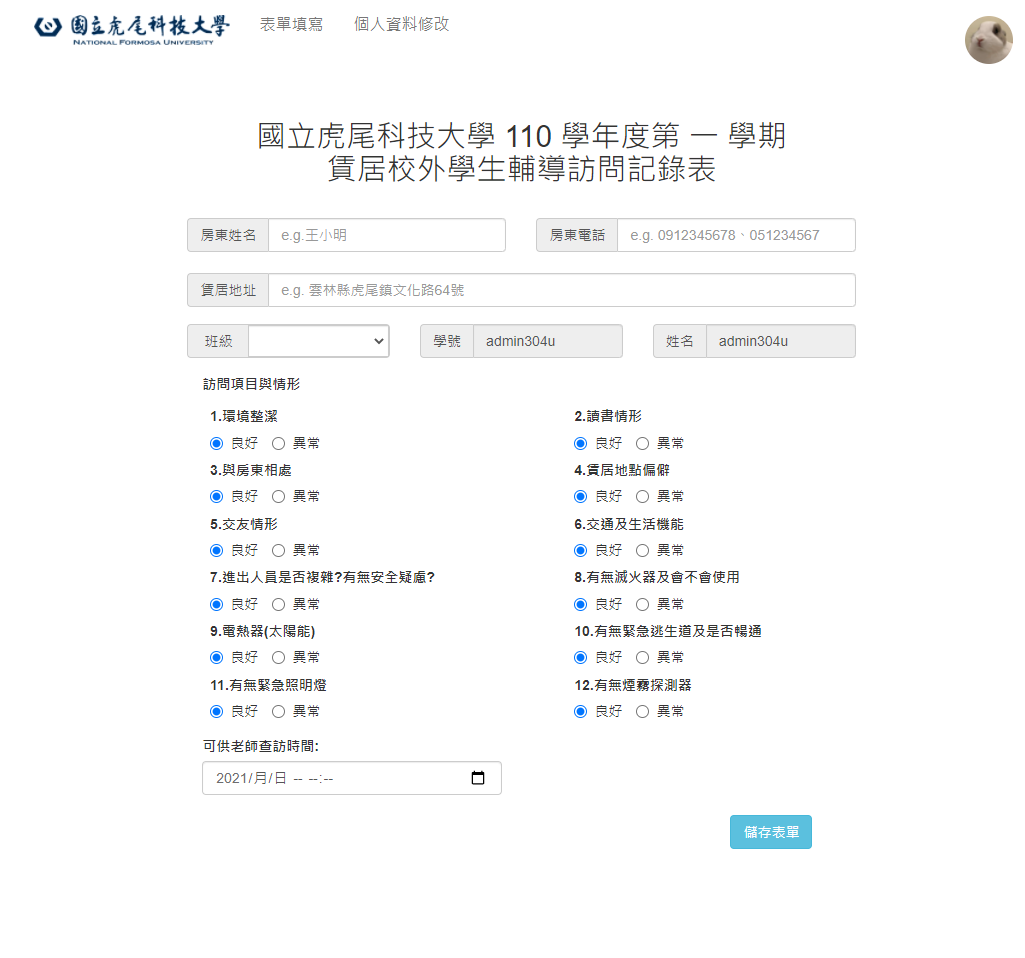 國立虎尾科技大學 表單填寫 個人資料修改
NATIONAL FORMOSA UNIVERSITY
國立虎尾科技大學 110 學年度第 一 學期
賃居校外學生輔導訪問記錄表
房東姓名 e.g.王小明 房東電話 e.g. 0912345678、051234567
賃居地址 e.g. 雲林縣虎尾鎮文化路64號
班級 學號 admin304u 姓名 admin304u
訪問項目與情形
1.環境整潔 2.讀書情形
良好 異常 良好 異常
3.與房東相處 4.賃居地點偏僻
良好 異常 良好 異常
5.交友情形 6.交通及生活機能
良好 異常 良好 異常
7.進出人員是否複雜?有無安全疑慮? 8.有無滅火器及會不會使用
良好 異常 良好 異常
9.電熱器(太陽能) 10.有無緊急逃生道及是否暢通
良好 異常 良好 異常
11.有無緊急照明燈 12.有無煙霧探測器
良好 異常 良好 異常
可供老師查訪時間:
2021/月/日 -- --:--
儲存表單